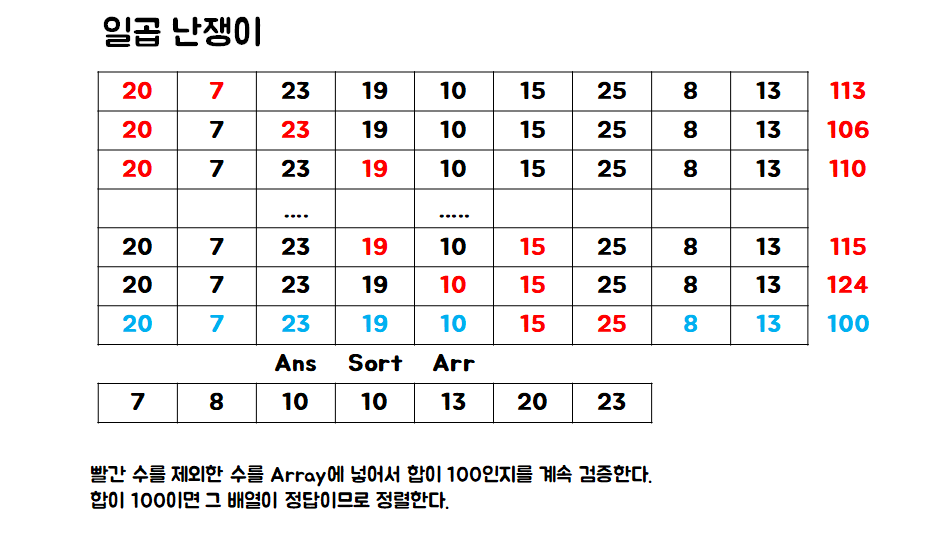 일곱 난쟁이
20 7 23 19 10 15 25 8 13 113
20 7 23 19 10 15 25 8 13 106
20 7 23 19 10 15 25 8 13 110
.... .....
20 7 23 19 10 15 25 8 13 115
20 7 23 19 10 15 25 8 13 124
20 7 23 19 10 15 25 8 13 100
Ans Sort Arr
7 8 10 10 13 20 23
빨간 수를 제외한 수를 Array에 넣어서 합이 100인지를 계속 검증한다.
합이 100이면 그 배열이 정답이므로 정렬한다.